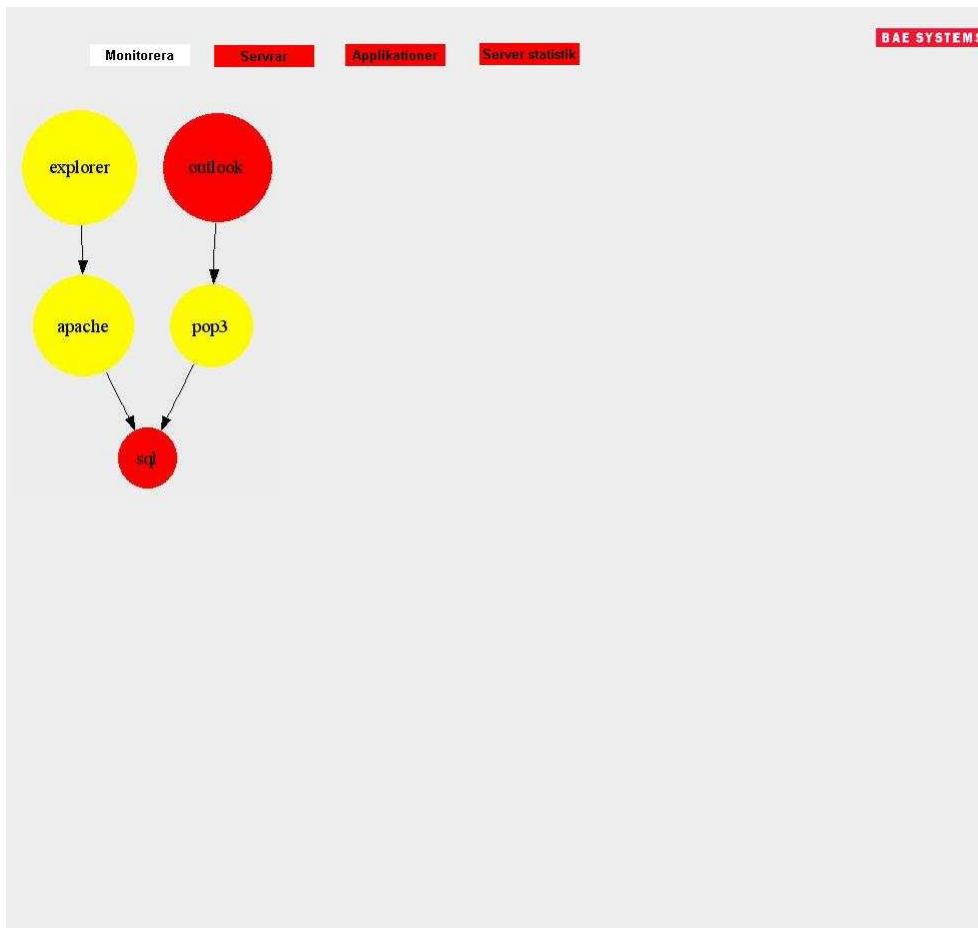 Monitorera
Servrar
Applikationer
Server statistik
BAE SYSTEMS
explorer
outlook
apache
pop3
sql